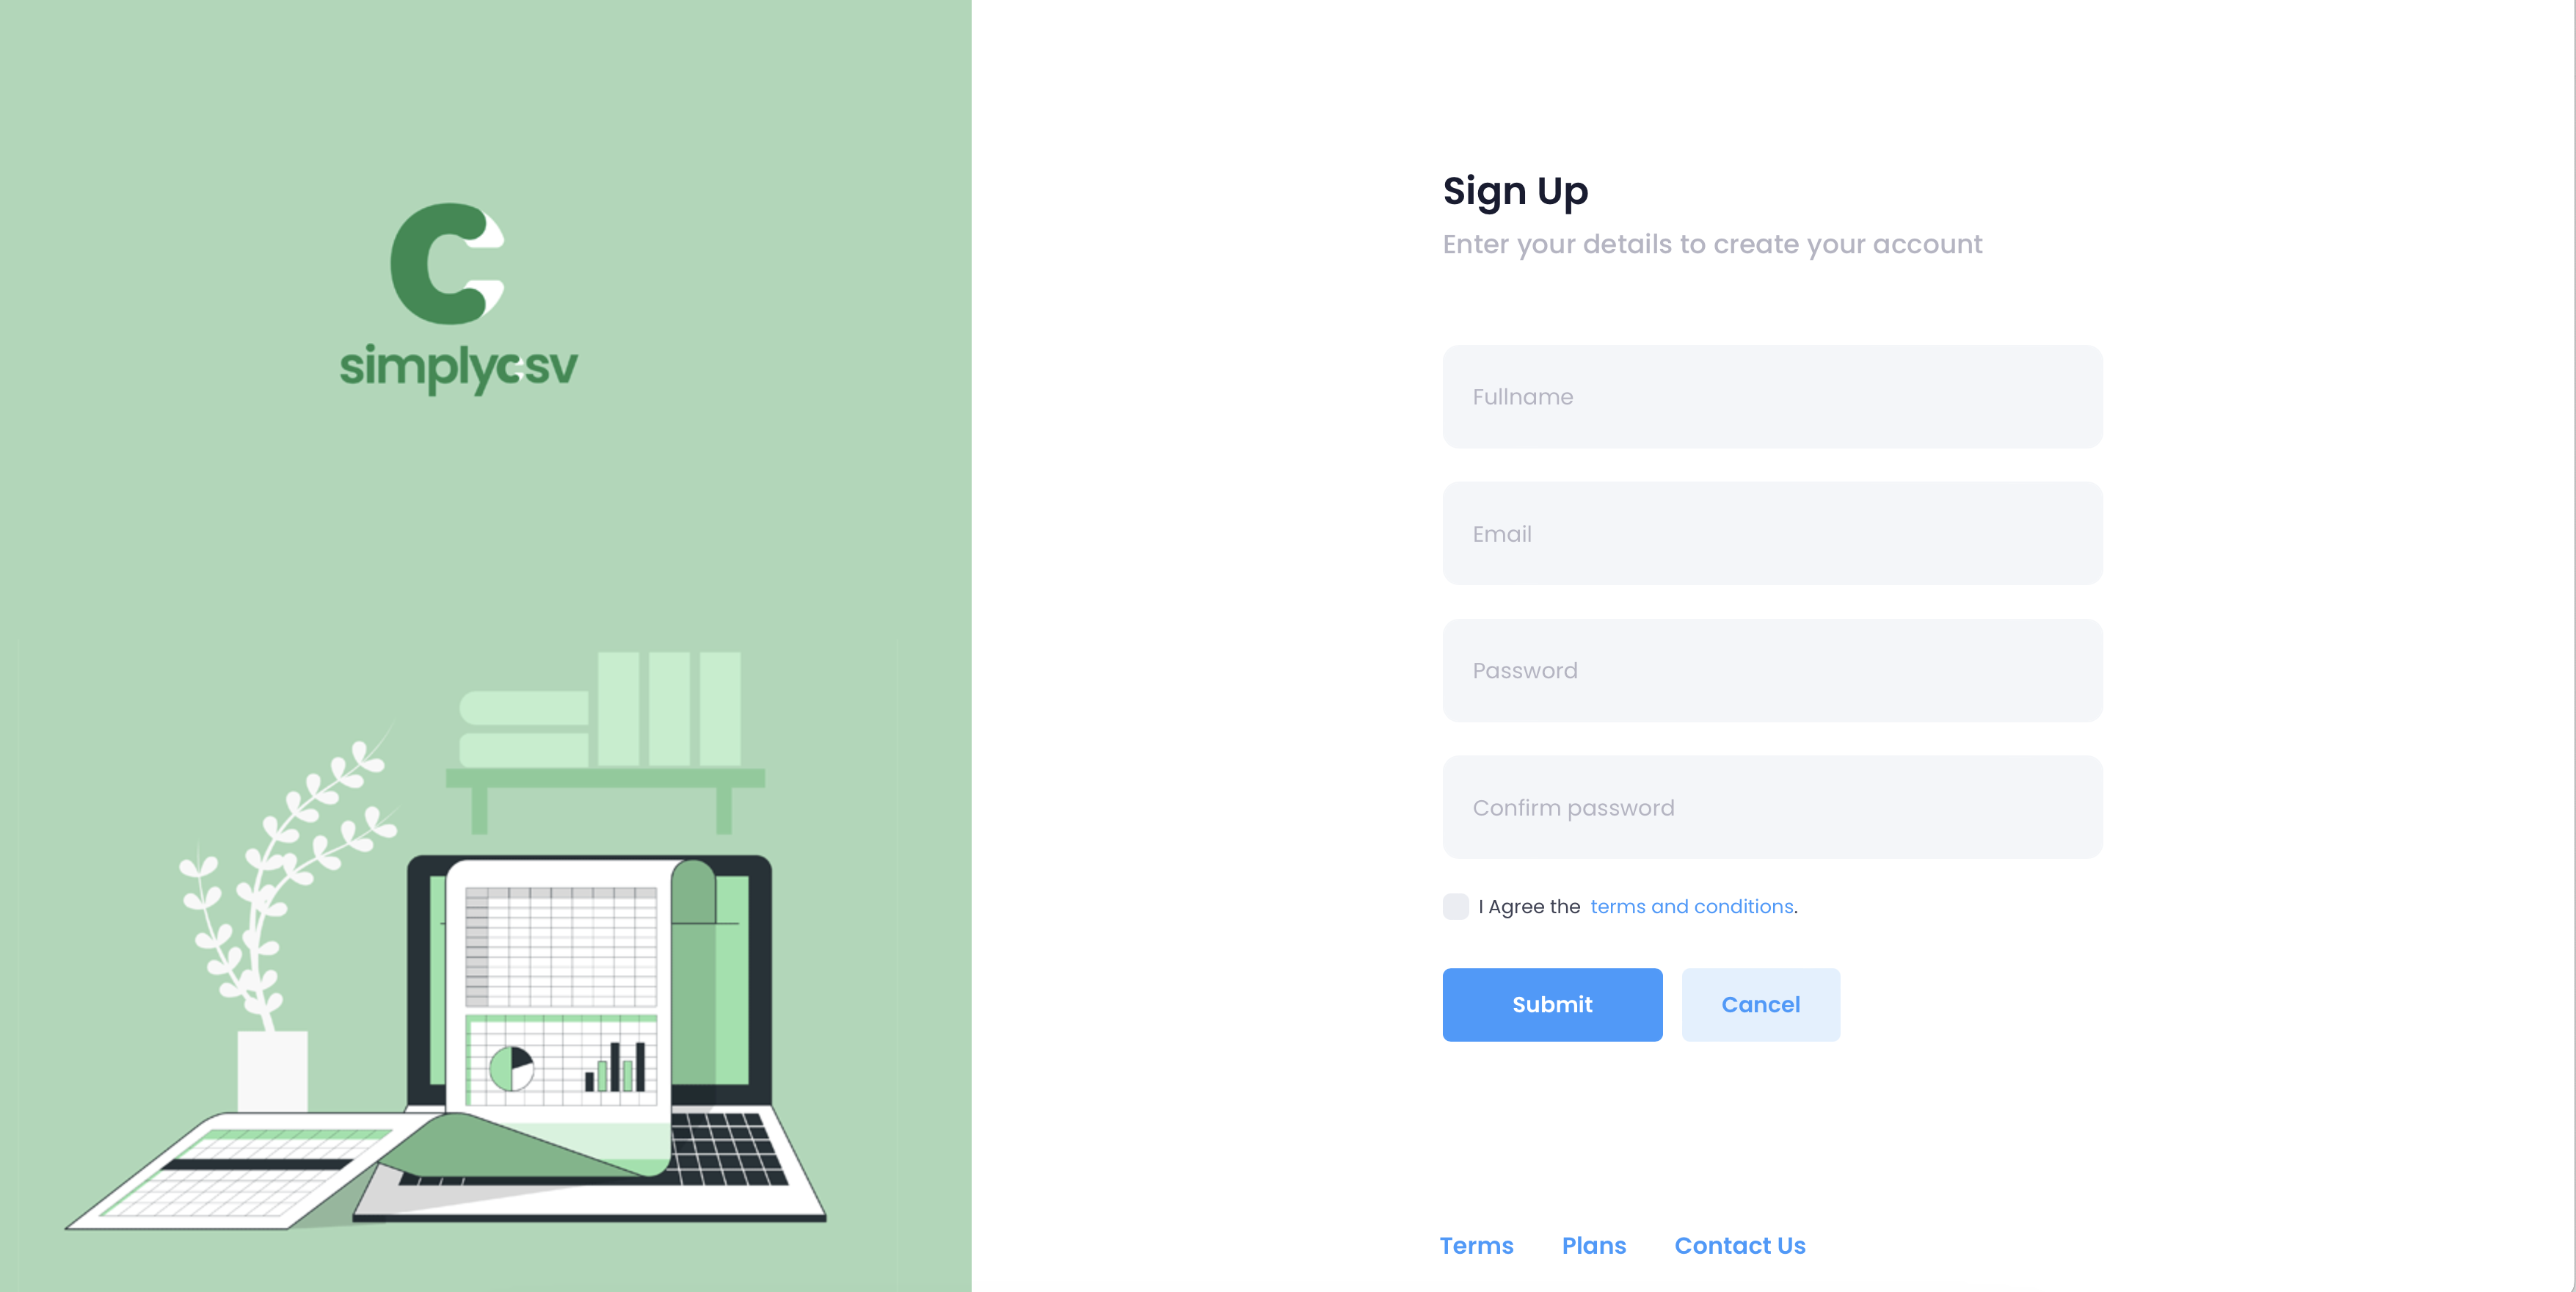 simplycsv
Sign Up
Enter your details to create your account
Fullname
Email
Password
Confirm password
I Agree the terms and conditions.
Submit Cancel
Terms Plans Contact Us